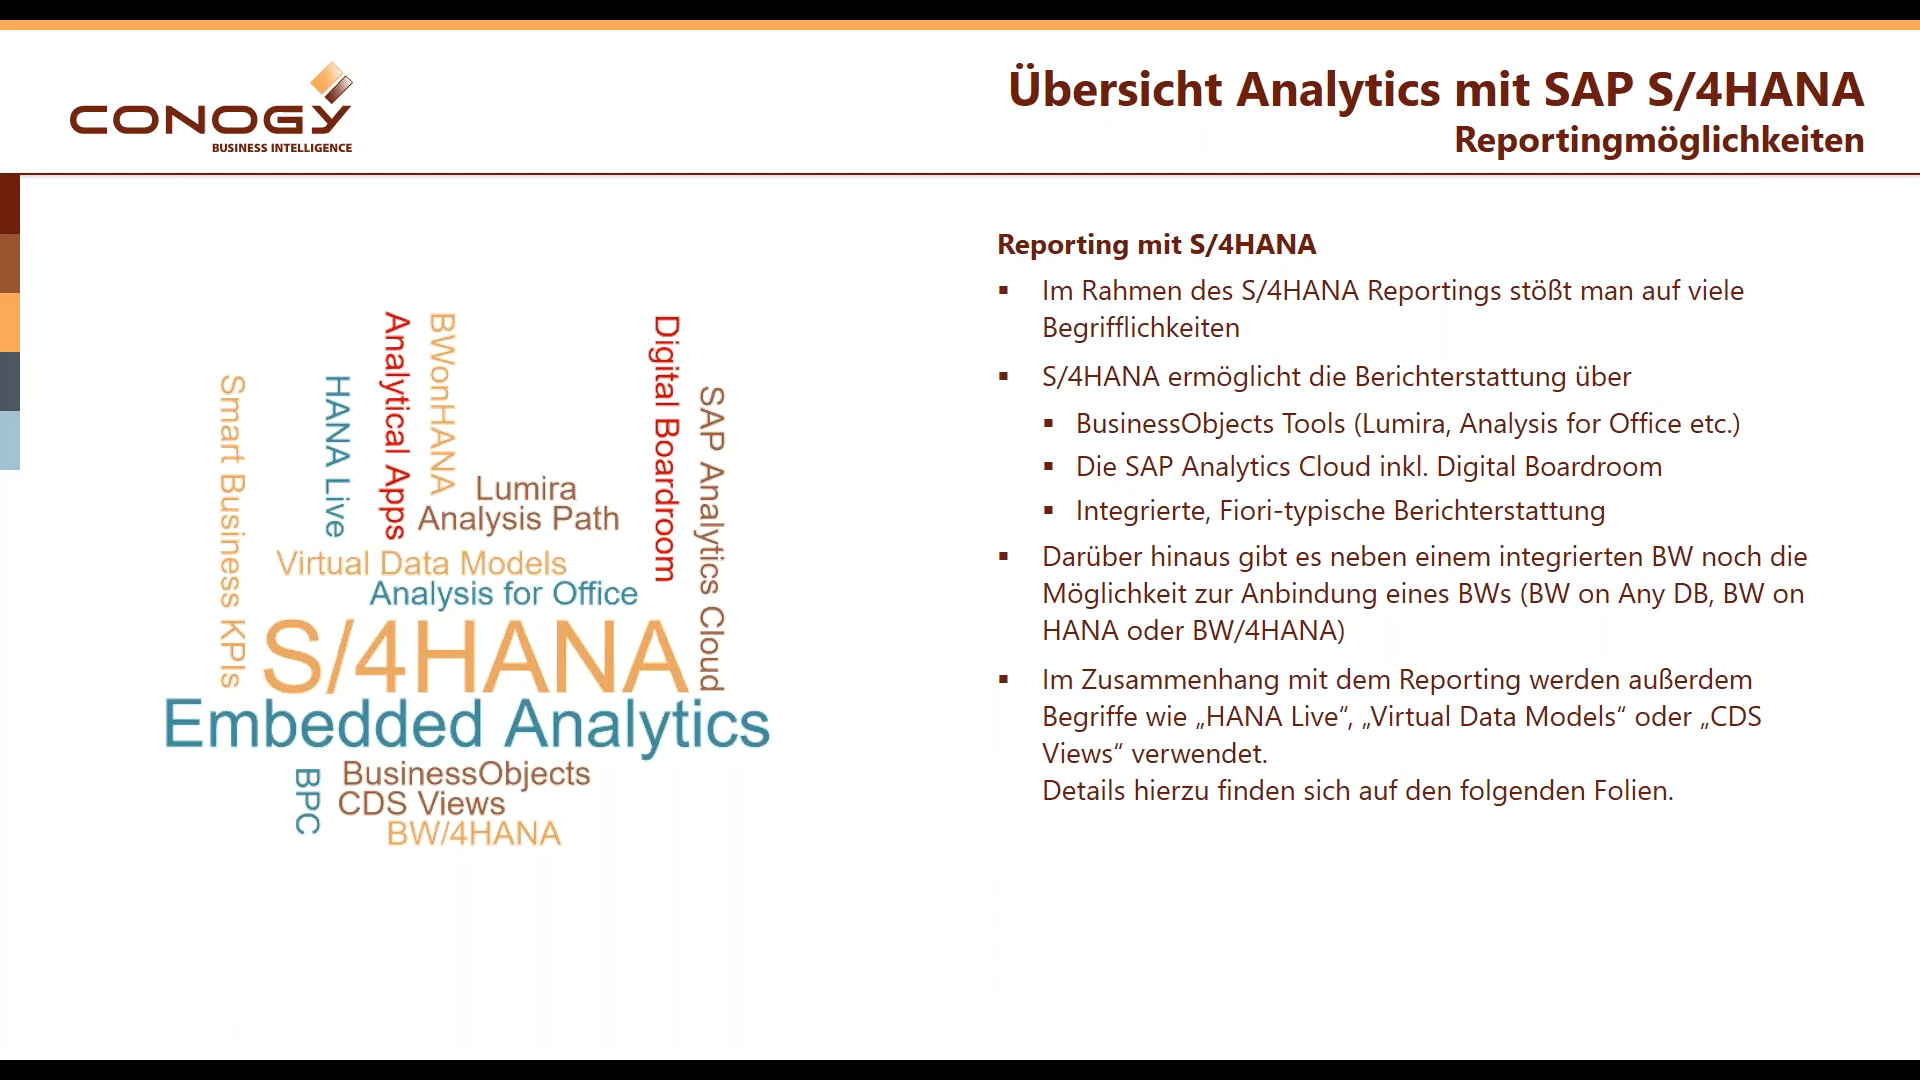 CONOGY
BUSINESS INTELLIGENCE
Übersicht Analytics mit SAP S/4HANA
Reportingmöglichkeiten
Smart Business KPIs
HANA Live
Analytical Apps
BWonHANA
Digital Boardroom
SAP Analytics Cloud
Lumira
Analysis Path
Virtual Data Models
Analysis for Office
S/4HANA
Embedded Analytics
BPC
BusinessObjects
CDS Views
BW/4HANA
Reporting mit S/4HANA
▪ Im Rahmen des S/4HANA Reportings stößt man auf viele
Begrifflichkeiten
▪ S/4HANA ermöglicht die Berichterstattung über
▪ BusinessObjects Tools (Lumira, Analysis for Office etc.)
▪ Die SAP Analytics Cloud inkl. Digital Boardroom
▪ Integrierte, Fiori-typische Berichterstattung
▪ Darüber hinaus gibt es neben einem integrierten BW noch die
Möglichkeit zur Anbindung eines BWs (BW on Any DB, BW on
HANA oder BW/4HANA)
▪ Im Zusammenhang mit dem Reporting werden außerdem
Begriffe wie „HANA Live“, „Virtual Data Models“ oder „CDS
Views“ verwendet.
Details hierzu finden sich auf den folgenden Folien.